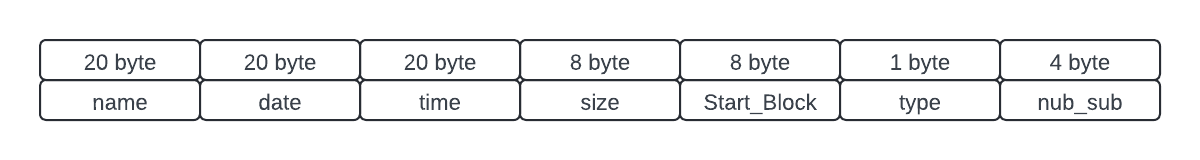 20 byte 20 byte 20 byte 8 byte 8 byte 1 byte 4 byte
name date time size Start_Block type nub_sub